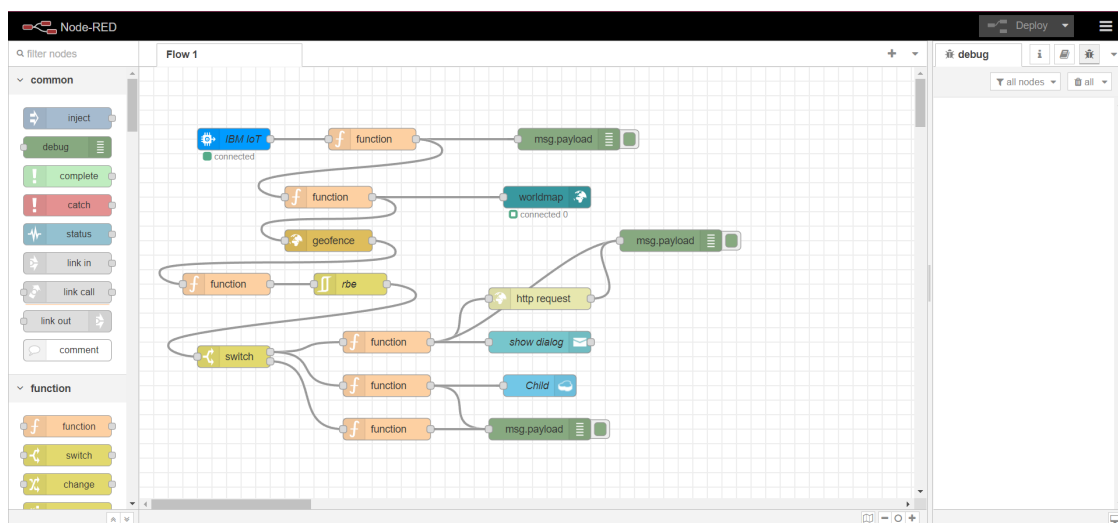 Node-RED
Deploy
filter nodes
Flow 1
debug
i
all nodes
all
common
inject
debug
complete
catch
status
link in
link call
link out
comment
function
function
switch
change
IBM IoT
connected
function
msg.payload
function
worldmap
connected 0
geofence
msg.payload
function
rbe
http request
switch
function
show dialog
function
Child
function
msg.payload